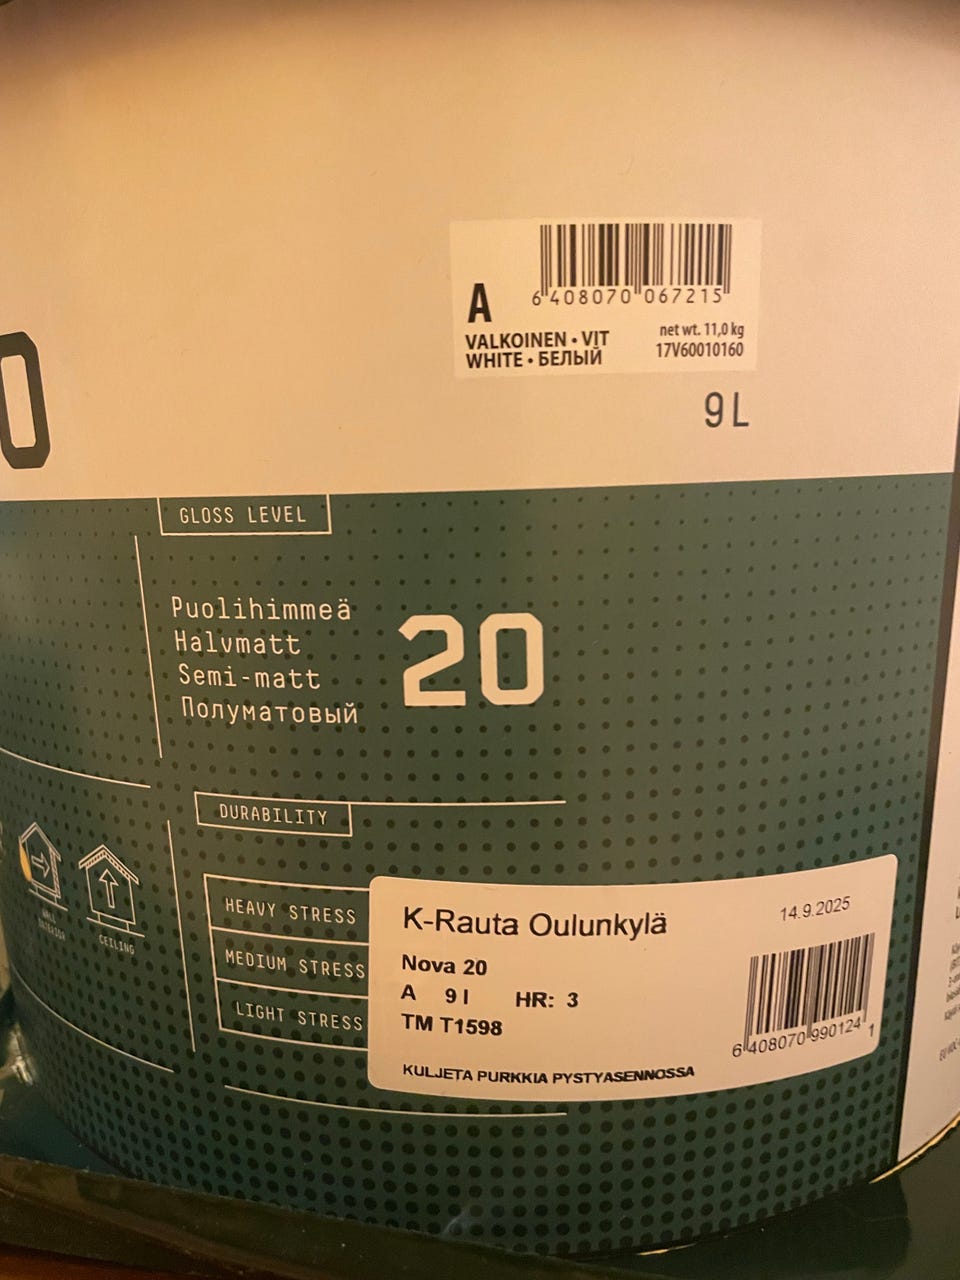 6 408070 067215
A
VALKOINEN • VIT
WHITE • БЕЛЫЙ
net wt. 11,0 kg
17V60010160
9 L
0
GLOSS LEVEL
Puolihimmeä
Halvmatt
Semi-matt
Полуматовый
20
DURABILITY
HEAVY STRESS
MEDIUM STRESS
LIGHT STRESS
CEILING
K-Rauta Oulunkylä
14.9.2025
Nova 20
A 9 l HR: 3
TM T1598
6 408070 990124 1
KULJETA PURKKIA PYSTYASENNOSSA